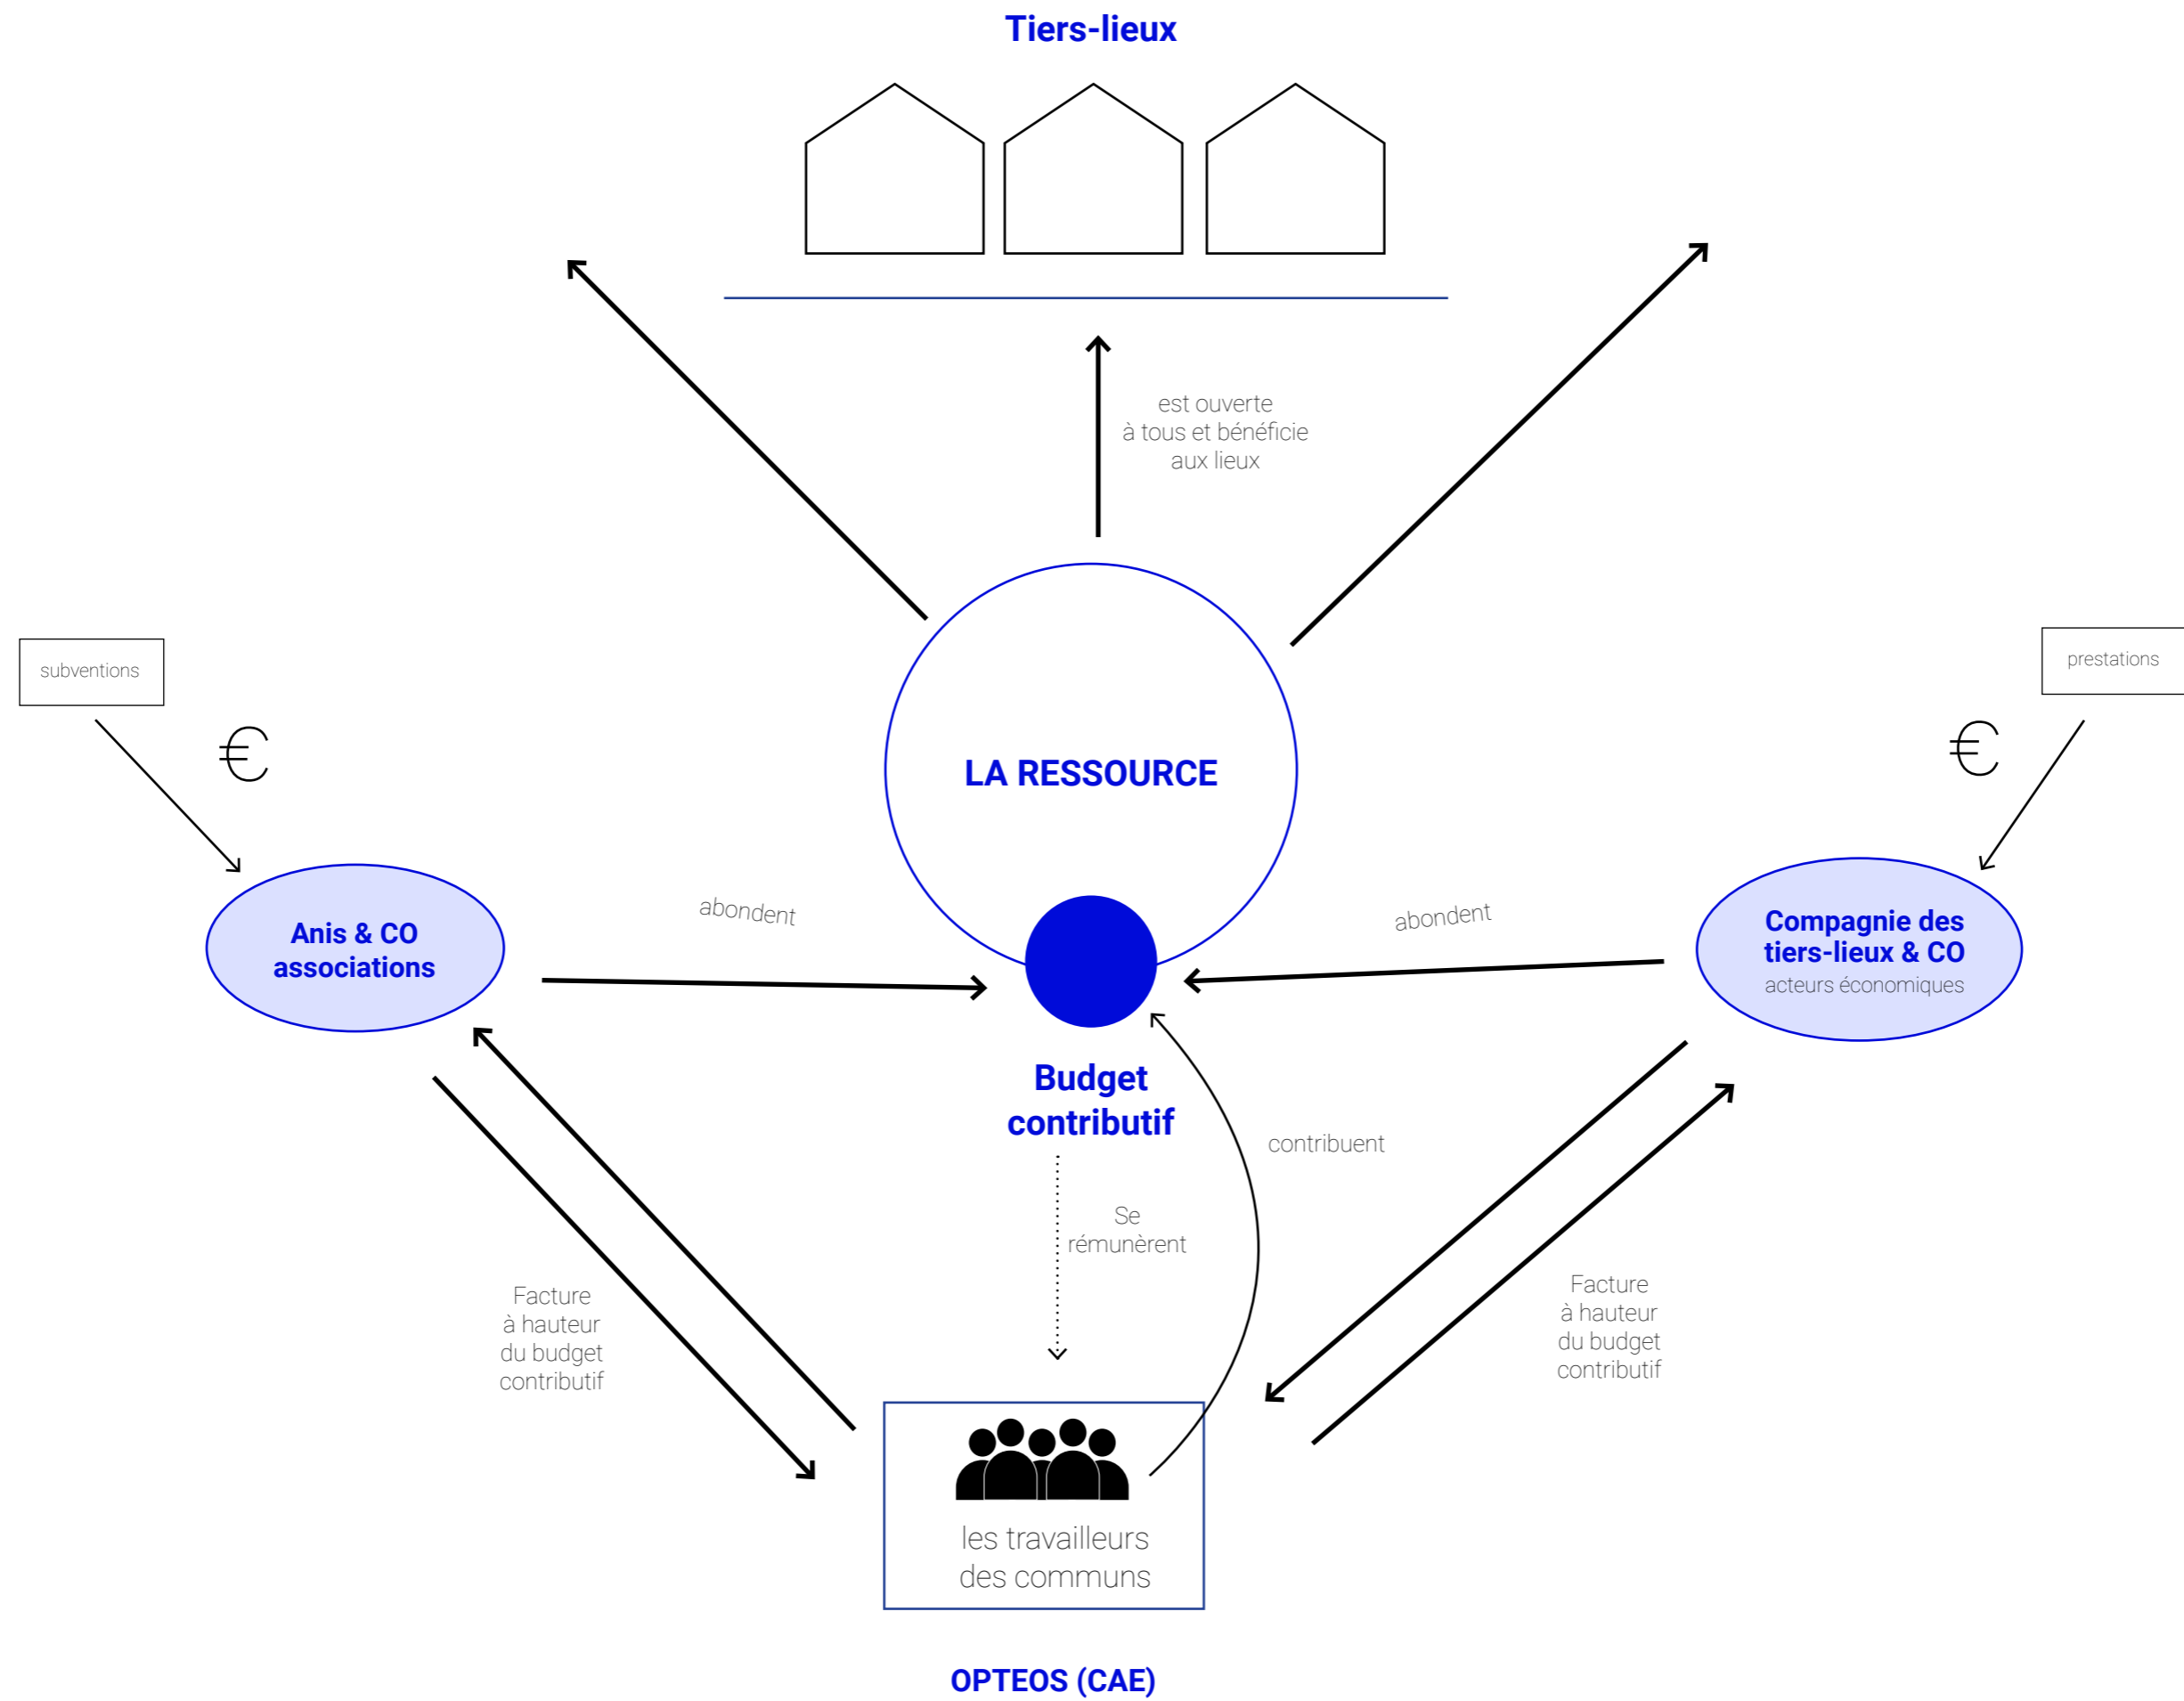 Tiers-lieux
est ouverte
à tous et bénéficie
aux lieux
subventions
€
prestations
€
LA RESSOURCE
Anis & CO
associations
abondent
abondent
Compagnie des
tiers-lieux & CO
acteurs économiques
Budget
contributif
contribuent
Se
rémunèrent
Facture
à hauteur
du budget
contributif
Facture
à hauteur
du budget
contributif
les travailleurs
des communs
OPTEOS (CAE)